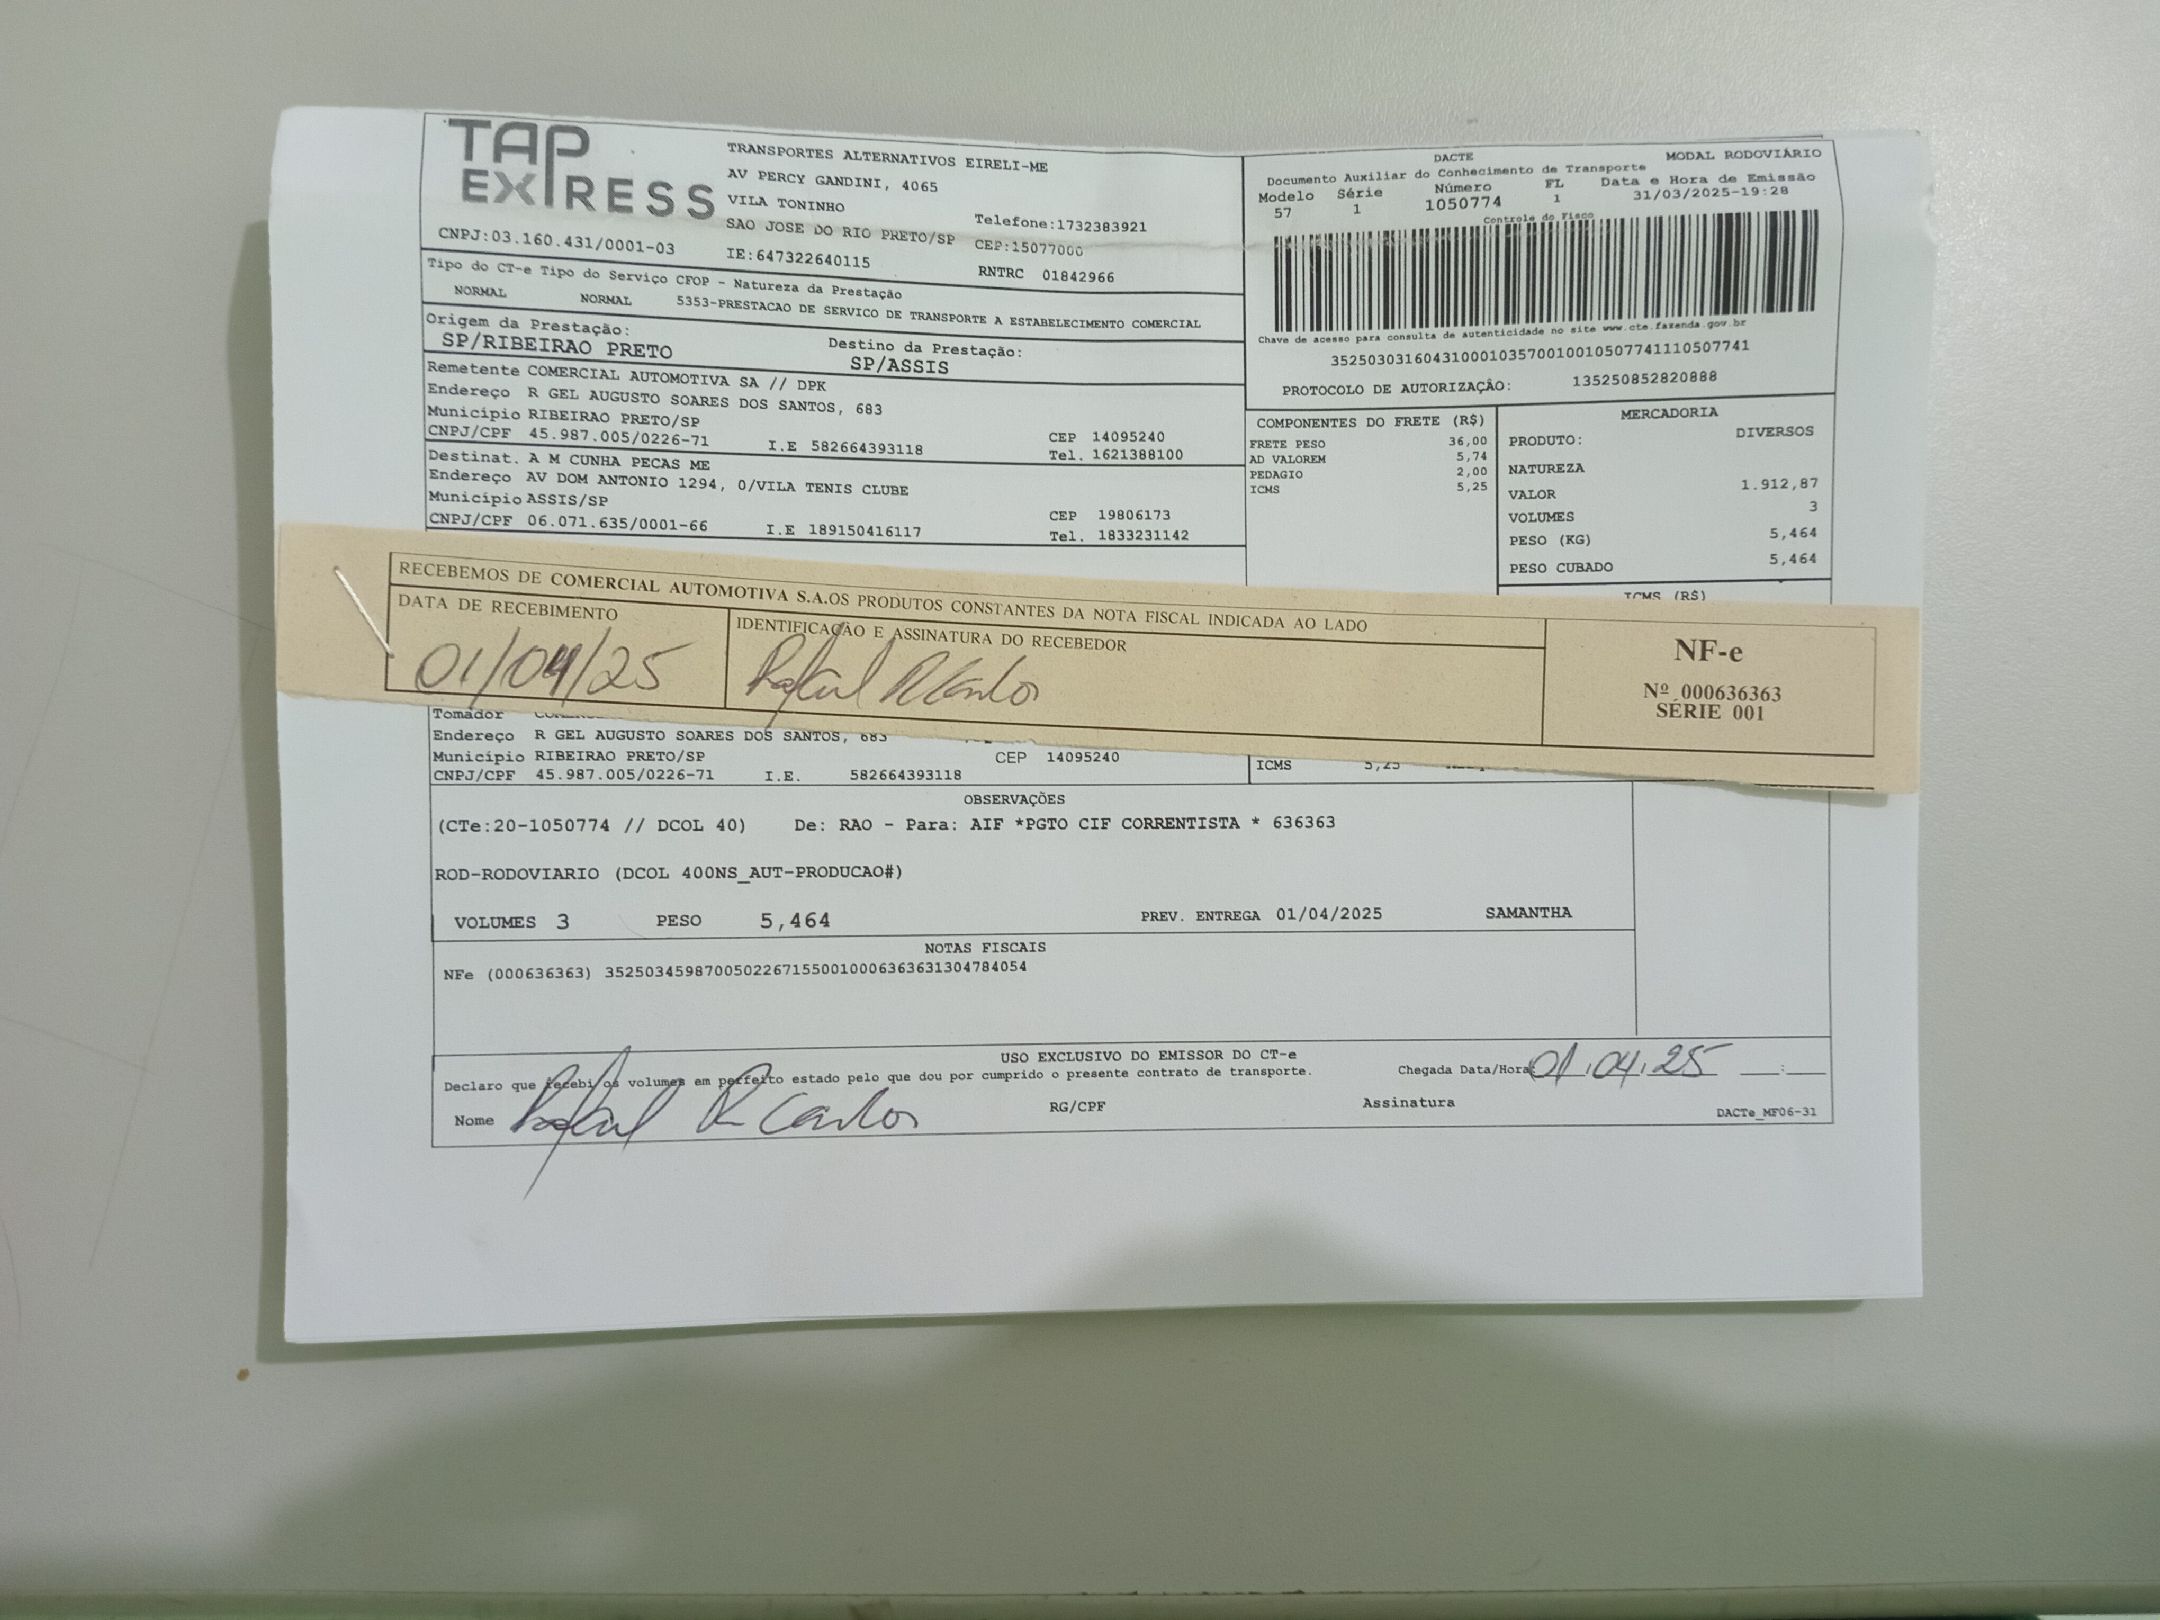 TAP EXPRESS
TRANSPORTES ALTERNATIVOS EIRELI-ME
AV PERCY GANDINI, 4065
VILA TONINHO
SAO JOSE DO RIO PRETO/SP
Telefone:1732383921
CEP:15077000
CNPJ:03.160.431/0001-03
IE:647322640115
RNTRC 01842966
Tipo do CT-e Tipo do Serviço CFOP - Natureza da Prestação
NORMAL NORMAL 5353-PRESTACAO DE SERVICO DE TRANSPORTE A ESTABELECIMENTO COMERCIAL
Origem da Prestação: Destino da Prestação:
SP/RIBEIRAO PRETO SP/ASSIS
Remetente COMERCIAL AUTOMOTIVA SA // DPK
Endereço R GEL AUGUSTO SOARES DOS SANTOS, 683
Município RIBEIRAO PRETO/SP CEP 14095240
CNPJ/CPF 45.987.005/0226-71 I.E 582664393118 Tel. 1621388100
Destinat. A M CUNHA PECAS ME
Endereço AV DOM ANTONIO 1294, 0/VILA TENIS CLUBE
Município ASSIS/SP CEP 19806173
CNPJ/CPF 06.071.635/0001-66 I.E 189150416117 Tel. 1833231142
DACTE MODAL RODOVIÁRIO
Documento Auxiliar do Conhecimento de Transporte
Modelo Série Número FL Data e Hora de Emissão
57 1 1050774 1 31/03/2025-19:28
Controle do Fisco
Chave de acesso para consulta de autenticidade no site www.cte.fazenda.gov.br
35250303160431000103570010010507741110507741
PROTOCOLO DE AUTORIZAÇÂO: 135250852820888
COMPONENTES DO FRETE (R$)
FRETE PESO 36,00
AD VALOREM 5,74
PEDAGIO 2,00
ICMS 5,25
MERCADORIA
PRODUTO: DIVERSOS
NATUREZA
VALOR 1.912,87
VOLUMES 3
PESO (KG) 5,464
PESO CUBADO 5,464
ICMS (R$)
RECEBEMOS DE COMERCIAL AUTOMOTIVA S.A.OS PRODUTOS CONSTANTES DA NOTA FISCAL INDICADA AO LADO
DATA DE RECEBIMENTO IDENTIFICAÇÃO E ASSINATURA DO RECEBEDOR
01/04/25 Rafael R Carlos
NF-e
Nº 000636363
SÉRIE 001
Tomador
Endereço R GEL AUGUSTO SOARES DOS SANTOS, 683
Município RIBEIRAO PRETO/SP CEP 14095240
CNPJ/CPF 45.987.005/0226-71 I.E. 582664393118
ICMS 5,25
OBSERVAÇÕES
(CTe:20-1050774 // DCOL 40) De: RAO - Para: AIF *PGTO CIF CORRENTISTA * 636363
ROD-RODOVIARIO (DCOL 400NS_AUT-PRODUCAO#)
VOLUMES 3 PESO 5,464 PREV. ENTREGA 01/04/2025 SAMANTHA
NOTAS FISCAIS
NFe (000636363) 35250345987005022671550010006363631304784054
USO EXCLUSIVO DO EMISSOR DO CT-e
Declaro que recebi os volumes em perfeito estado pelo que dou por cumprido o presente contrato de transporte. Chegada Data/Hora: 01.04.25 __:__
Nome Rafael R Carlos RG/CPF Assinatura
DACTe_MF06-31